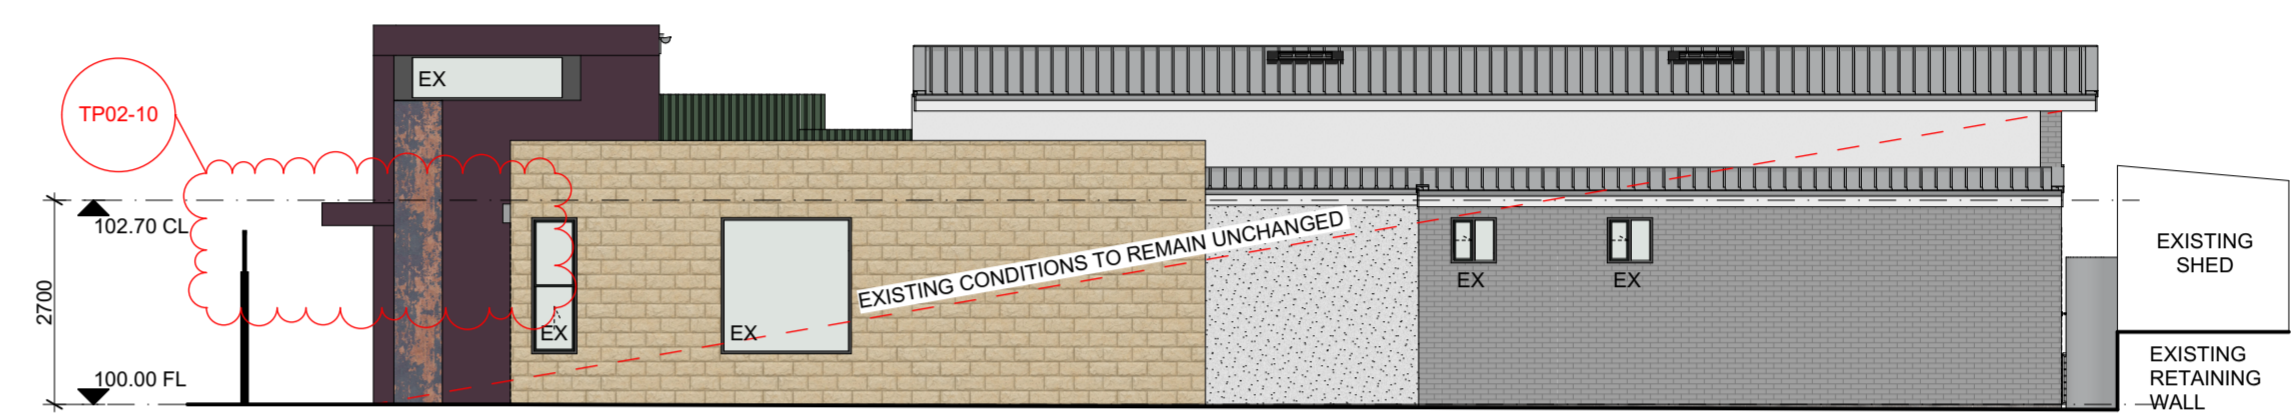 TP02-10
EX
102.70 CL
2700
100.00 FL
EX
EX
EXISTING CONDITIONS TO REMAIN UNCHANGED
EX
EX
EXISTING
SHED
EXISTING
RETAINING
WALL